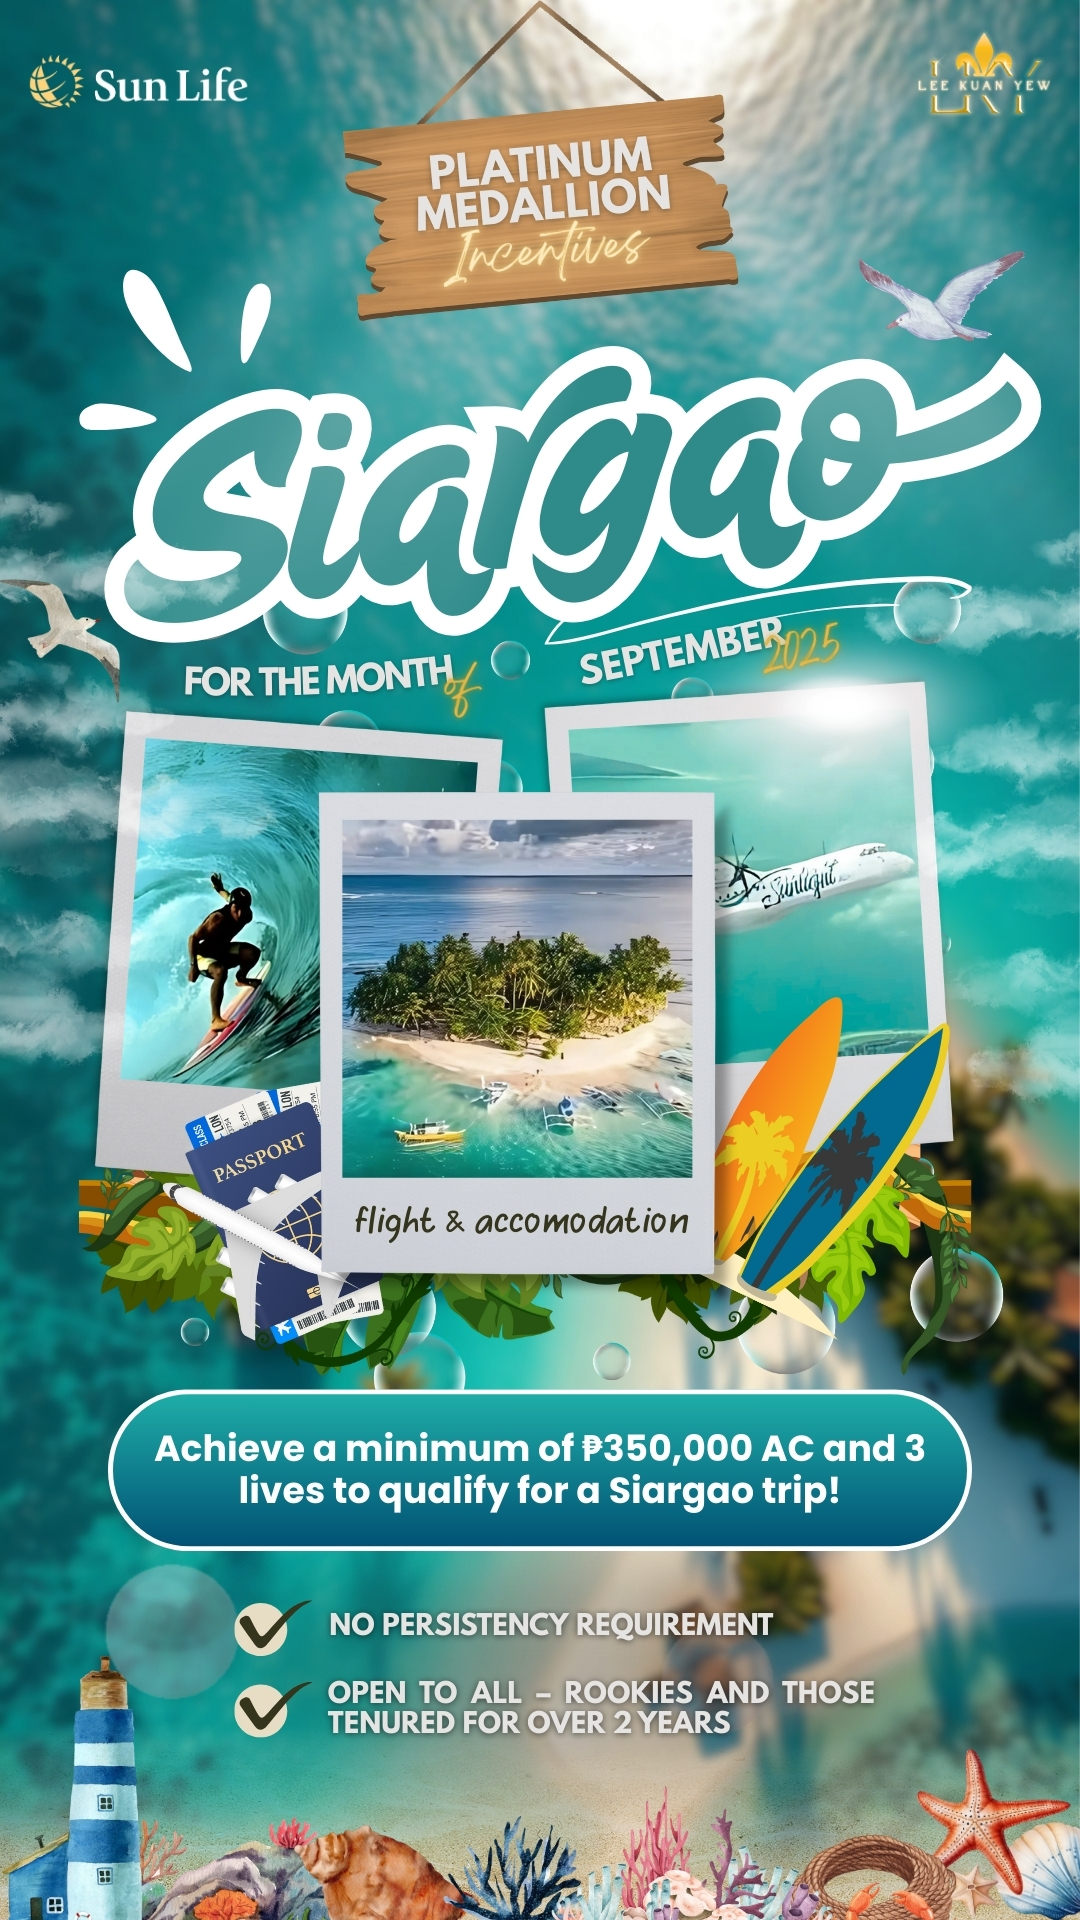 Sun Life
LEE KUAN YEW
PLATINUM
MEDALLION
Incentives
Siargao
FOR THE MONTH of SEPTEMBER 2025
Sunlight
PASSPORT
flight & accomodation
Achieve a minimum of ₱350,000 AC and 3
lives to qualify for a Siargao trip!
NO PERSISTENCY REQUIREMENT
OPEN TO ALL – ROOKIES AND THOSE
TENURED FOR OVER 2 YEARS